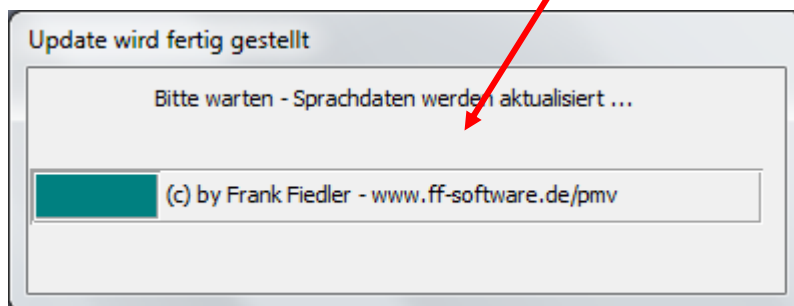 Update wird fertig gestellt
Bitte warten - Sprachdaten werden aktualisiert ...
(c) by Frank Fiedler - www.ff-software.de/pmv